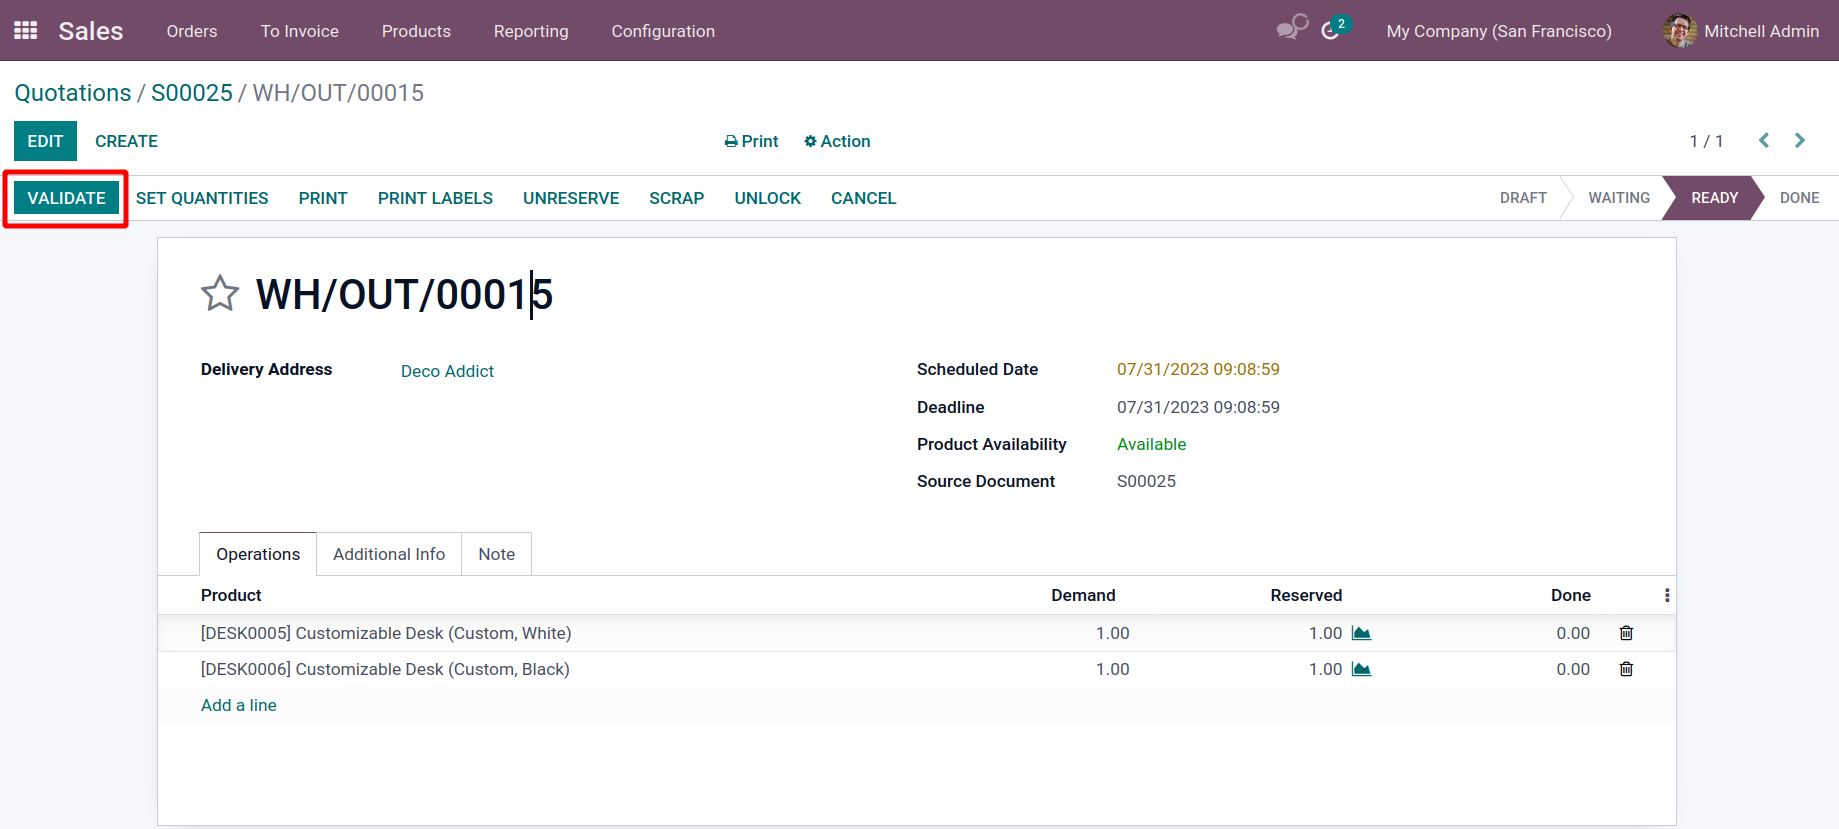 Sales Orders To Invoice Products Reporting Configuration 2 My Company (San Francisco) Mitchell Admin
Quotations / S00025 / WH/OUT/00015
EDIT CREATE Print Action 1 / 1
VALIDATE SET QUANTITIES PRINT PRINT LABELS UNRESERVE SCRAP UNLOCK CANCEL DRAFT WAITING READY DONE
WH/OUT/00015
Delivery Address Deco Addict Scheduled Date 07/31/2023 09:08:59
Deadline 07/31/2023 09:08:59
Product Availability Available
Source Document S00025
Operations Additional Info Note
Product Demand Reserved Done
[DESK0005] Customizable Desk (Custom, White) 1.00 1.00 0.00
[DESK0006] Customizable Desk (Custom, Black) 1.00 1.00 0.00
Add a line